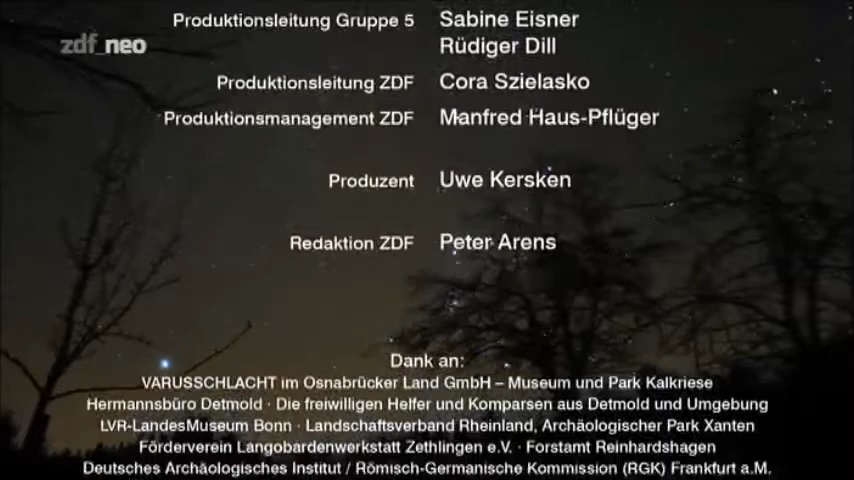 Produktionsleitung Gruppe 5 Sabine Eisner
Rüdiger Dill
zdf_neo
Produktionsleitung ZDF Cora Szielasko
Produktionsmanagement ZDF Manfred Haus-Pflüger
Produzent Uwe Kersken
Redaktion ZDF Peter Arens
Dank an:
VARUSSCHLACHT im Osnabrücker Land GmbH – Museum und Park Kalkriese
Hermannsbüro Detmold · Die freiwilligen Helfer und Komparsen aus Detmold und Umgebung
LVR-LandesMuseum Bonn · Landschaftsverband Rheinland, Archäologischer Park Xanten
Förderverein Langobardenwerkstatt Zethlingen e.V. · Forstamt Reinhardshagen
Deutsches Archäologisches Institut / Römisch-Germanische Kommission (RGK) Frankfurt a.M.